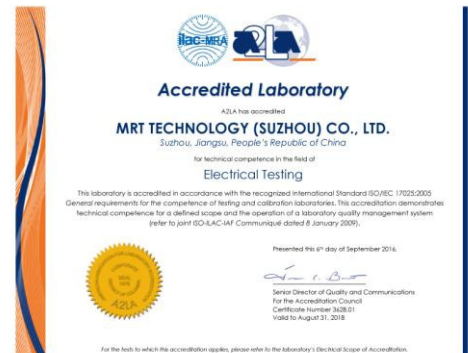 ilac-MRA A2LA
Accredited Laboratory
A2LA has accredited
MRT TECHNOLOGY (SUZHOU) CO., LTD.
Suzhou, Jiangsu, People's Republic of China
for technical competence in the field of
Electrical Testing
This laboratory is accredited in accordance with the recognized International Standard ISO/IEC 17025:2005
General requirements for the competence of testing and calibration laboratories. This accreditation demonstrates
technical competence for a defined scope and the operation of a laboratory quality management system
(refer to joint ISO-ILAC-IAF Communiqué dated 8 January 2009).
Presented this 6th day of September 2016.
Senior Director of Quality and Communications
For the Accreditation Council
Certificate Number 3628.01
Valid to August 31, 2018
CORPORATE
SEAL
1978
A2LA
For the tests to which this accreditation applies, please refer to the laboratory's Electrical Scope of Accreditation.